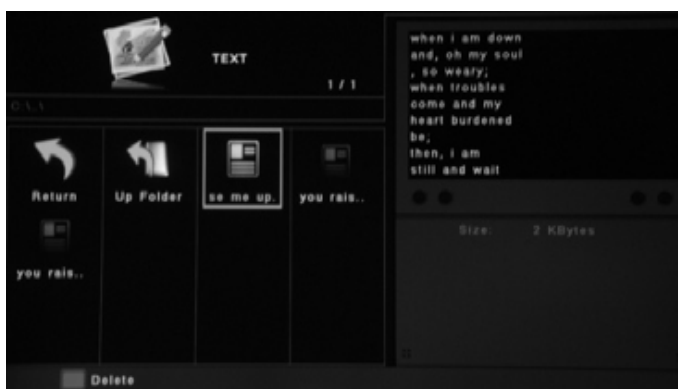 TEXT
1 / 1
C:\..\
Return
Up Folder
se me up.
you rais..
you rais..
when i am down
and, oh my soul
, so weary;
when troubles
come and my
heart burdened
be;
then, i am
still and wait
Size: 2 KBytes
Delete